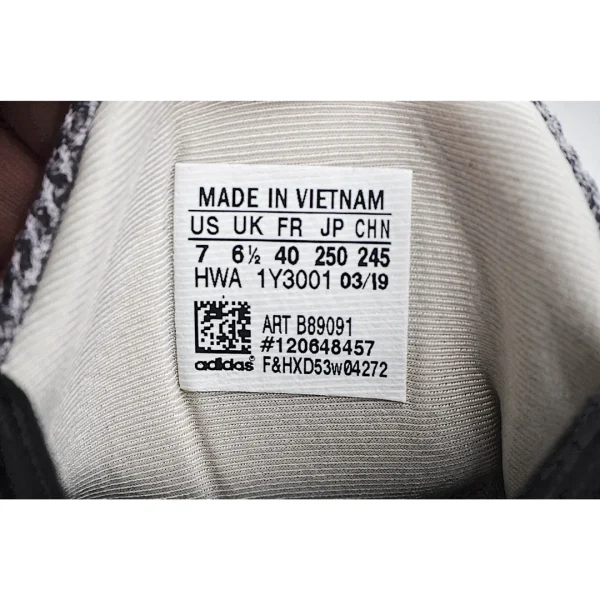 MADE IN VIETNAM
US UK FR JP CHN
7 6½ 40 250 245
HWA 1Y3001 03/19
ART B89091
#120648457
adidas F&HXD53w04272